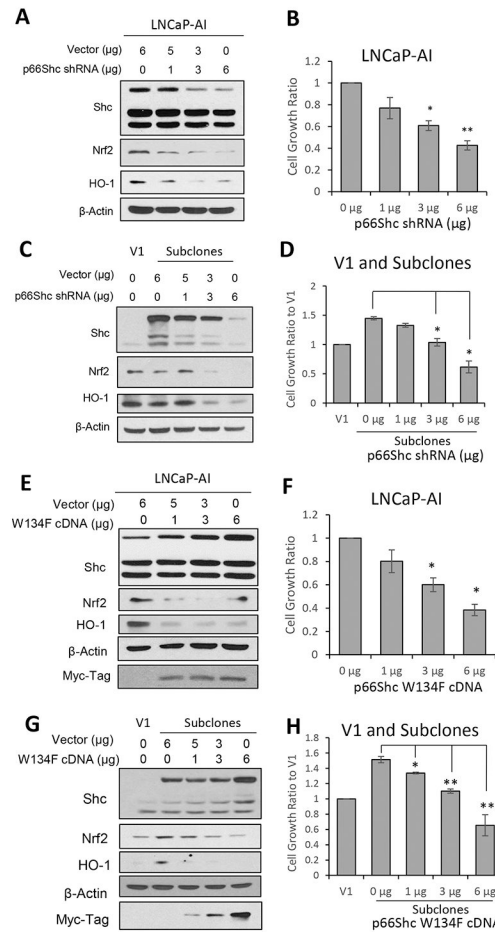 A
LNCaP-AI
Vector (µg) 6 5 3 0
p66Shc shRNA (µg) 0 1 3 6
Shc
Nrf2
HO-1
β-Actin
B
LNCaP-AI
Cell Growth Ratio
1.2
1
0.8
0.6
0.4
0.2
0
*
**
0 µg 1 µg 3 µg 6 µg
p66Shc shRNA (µg)
C
V1 Subclones
Vector (µg) 0 6 5 3 0
p66Shc shRNA (µg) 0 0 1 3 6
Shc
Nrf2
HO-1
β-Actin
D
V1 and Subclones
Cell Growth Ratio to V1
2
1.5
1
0.5
0
*
*
V1 0 µg 1 µg 3 µg 6 µg
Subclones
p66Shc shRNA (µg)
E
LNCaP-AI
Vector (µg) 6 5 3 0
W134F cDNA (µg) 0 1 3 6
Shc
Nrf2
HO-1
β-Actin
Myc-Tag
F
LNCaP-AI
Cell Growth Ratio
1.2
1
0.8
0.6
0.4
0.2
0
*
*
0 µg 1 µg 3 µg 6 µg
p66Shc W134F cDNA
G
V1 Subclones
Vector (µg) 0 6 5 3 0
W134F cDNA (µg) 0 0 1 3 6
Shc
Nrf2
HO-1
β-Actin
Myc-Tag
H
V1 and Subclones
Cell Growth Ratio to V1
1.8
1.6
1.4
1.2
1
0.8
0.6
0.4
0.2
0
*
**
**
V1 0 µg 1 µg 3 µg 6 µg
Subclones
p66Shc W134F cDNA